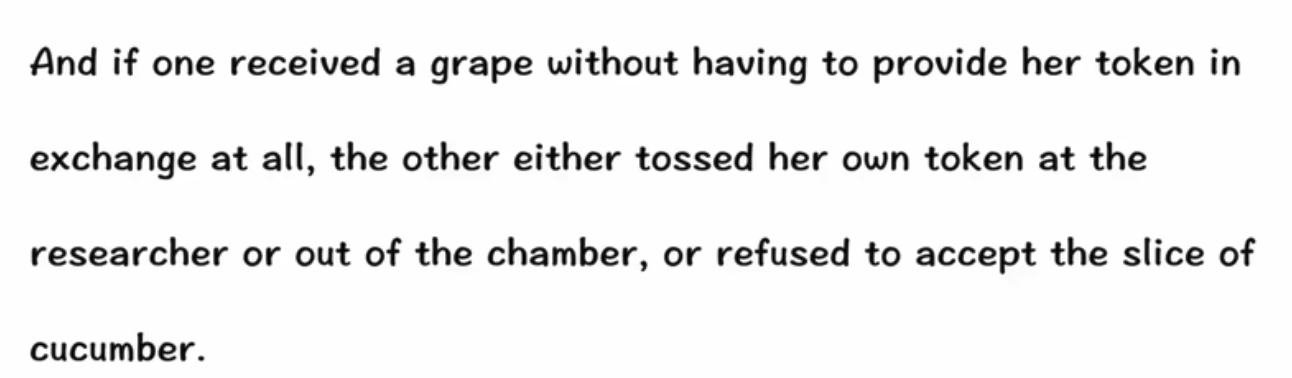 And if one received a grape without having to provide her token in
exchange at all, the other either tossed her own token at the
researcher or out of the chamber, or refused to accept the slice of
cucumber.